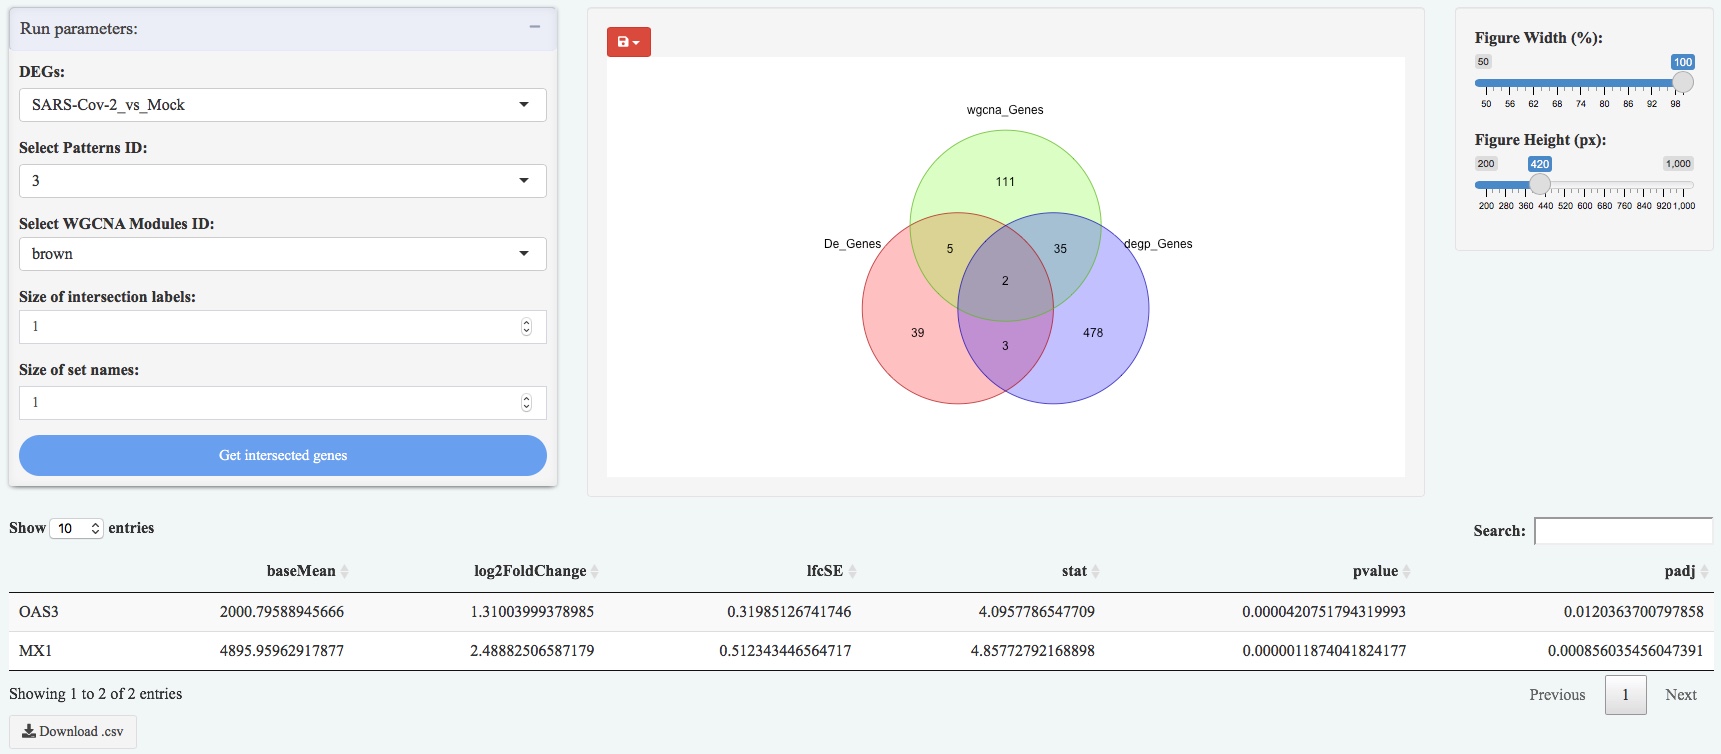 Run parameters:
DEGs:
SARS-Cov-2_vs_Mock
Select Patterns ID:
3
Select WGCNA Modules ID:
brown
Size of intersection labels:
1
Size of set names:
1
Get intersected genes
wgcna_Genes
111
De_Genes
5
35
degp_Genes
2
39
3
478
Figure Width (%):
50 100
50 56 62 68 74 80 86 92 98
Figure Height (px):
200 420 1,000
200 280 360 440 520 600 680 760 840 920 1,000
Show 10 entries
Search:
baseMean log2FoldChange lfcSE stat pvalue padj
OAS3 2000.79588945666 1.31003999378985 0.31985126741746 4.0957786547709 0.0000420751794319993 0.0120363700797858
MX1 4895.95962917877 2.48882506587179 0.512343446564717 4.85772792168898 0.0000011874041824177 0.000856035456047391
Showing 1 to 2 of 2 entries
Previous 1 Next
Download .csv